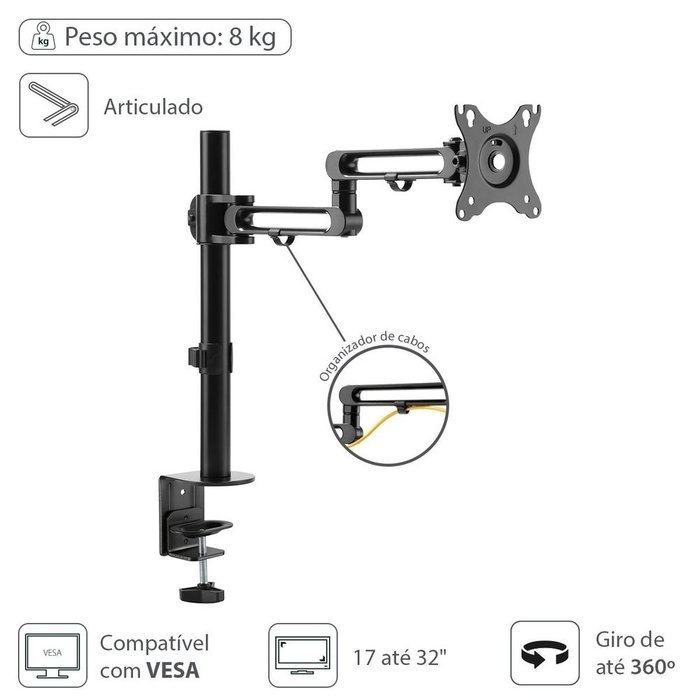 kg
Peso máximo: 8 kg
Articulado
UP
Organizador de cabos
VESA
Compatível
com VESA
17 até 32"
Giro de
até 360º